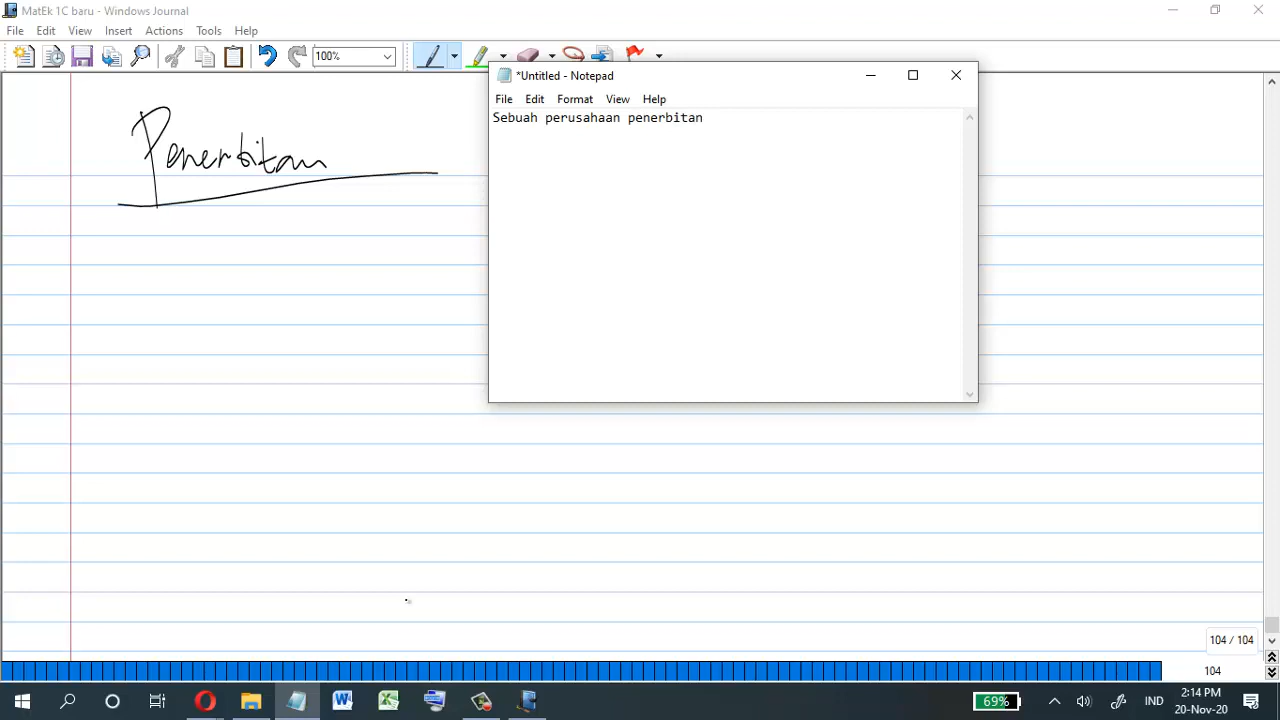 MatEk 1C baru - Windows Journal
File Edit View Insert Actions Tools Help
100%
*Untitled - Notepad
File Edit Format View Help
Sebuah perusahaan penerbitan
Penerbitan
104 / 104
104
69%
IND
2:14 PM
20-Nov-20